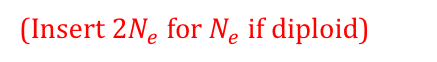 (Insert 2Nₑ for Nₑ if diploid)